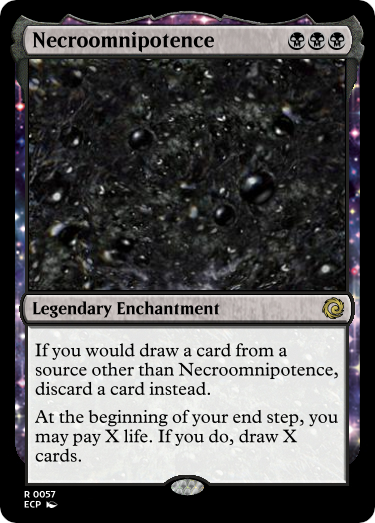 Necroomnipotence
Legendary Enchantment
If you would draw a card from a
source other than Necroomnipotence,
discard a card instead.
At the beginning of your end step, you
may pay X life. If you do, draw X
cards.
R 0057
ECP